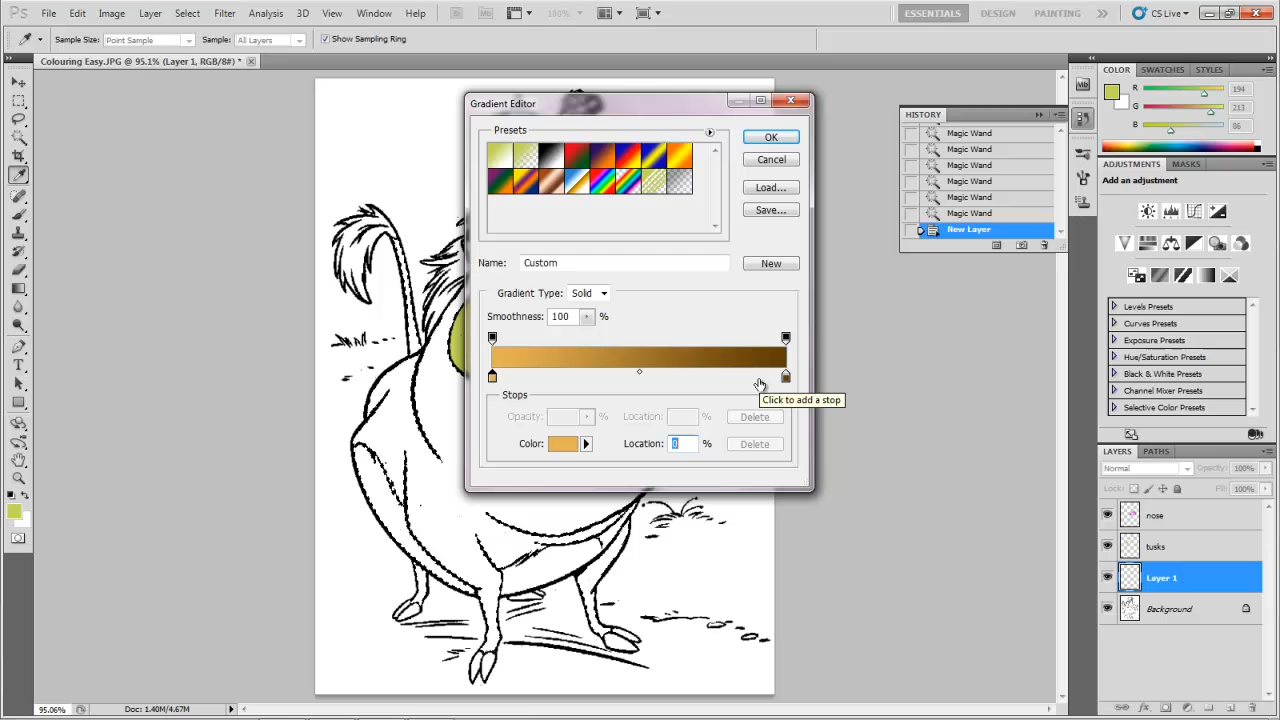 Ps File Edit Image Layer Select Filter Analysis 3D View Window Help Br Mb 100% ESSENTIALS DESIGN PAINTING CS Live
Sample Size: Point Sample Sample: All Layers Show Sampling Ring
Colouring Easy.JPG @ 95.1% (Layer 1, RGB/8#) *
Gradient Editor
Presets
OK
Cancel
Load...
Save...
Name: Custom
New
Gradient Type: Solid
Smoothness: 100 %
Click to add a stop
Stops
Opacity: % Location: % Delete
Color: Location: 0 % Delete
HISTORY
Magic Wand
Magic Wand
Magic Wand
Magic Wand
Magic Wand
Magic Wand
New Layer
Mb
COLOR SWATCHES STYLES
R 194
G 213
B 86
ADJUSTMENTS MASKS
Add an adjustment
Levels Presets
Curves Presets
Exposure Presets
Hue/Saturation Presets
Black & White Presets
Channel Mixer Presets
Selective Color Presets
LAYERS PATHS
Normal Opacity: 100%
Lock: Fill: 100%
nose
tusks
Layer 1
Background
95.06% Doc: 1.40M/4.67M